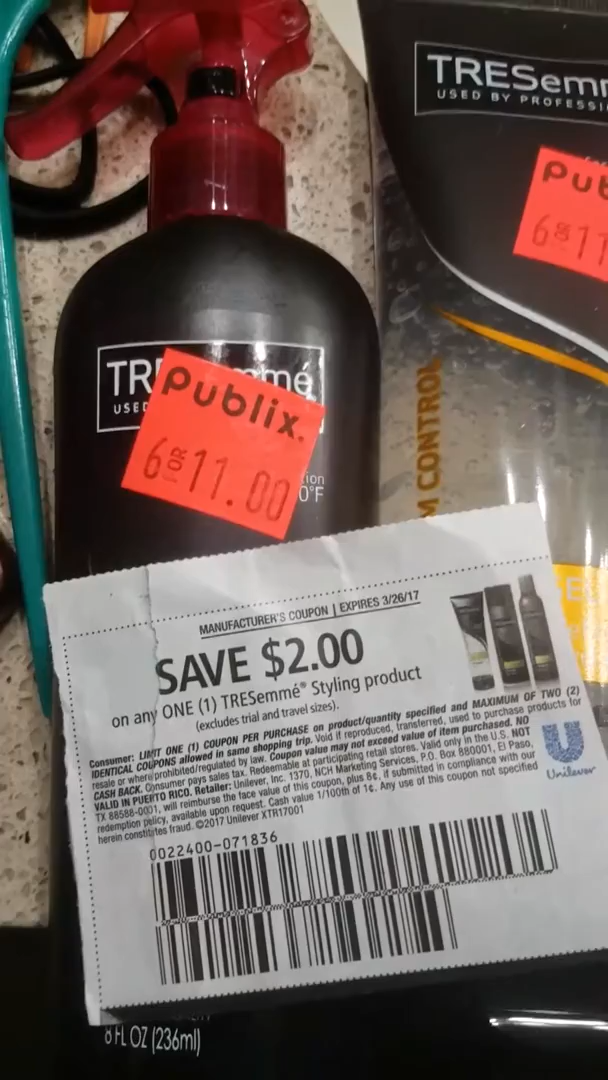 TRESemm
USED BY PROFESSI
Pub
6 FOR 11
TR mmé
USED
Publix.
6 FOR 11.00
ion
0°F
M CONTROL
MANUFACTURER'S COUPON | EXPIRES 3/26/17
SAVE $2.00
on any ONE (1) TRESemmé® Styling product
(excludes trial and travel sizes).
Consumer: LIMIT ONE (1) COUPON PER PURCHASE on product/quantity specified and MAXIMUM OF TWO (2)
IDENTICAL COUPONS allowed in same shopping trip. Void if reproduced, transferred, used to purchase products for
resale or where prohibited/regulated by law. Coupon value may not exceed value of item purchased. NO
CASH BACK. Consumer pays sales tax. Redeemable at participating retail stores. Valid only in the U.S. NOT
VALID IN PUERTO RICO. Retailer: Unilever, Inc. 1370, NCH Marketing Services, P.O. Box 880001, El Paso,
TX 88588-0001, will reimburse the face value of this coupon, plus 8¢, if submitted in compliance with our
redemption policy, available upon request. Cash value 1/100th of 1¢. Any use of this coupon not specified
herein constitutes fraud. ©2017 Unilever XTR17001
Unilever
0022400-071836
8 FL OZ (236ml)